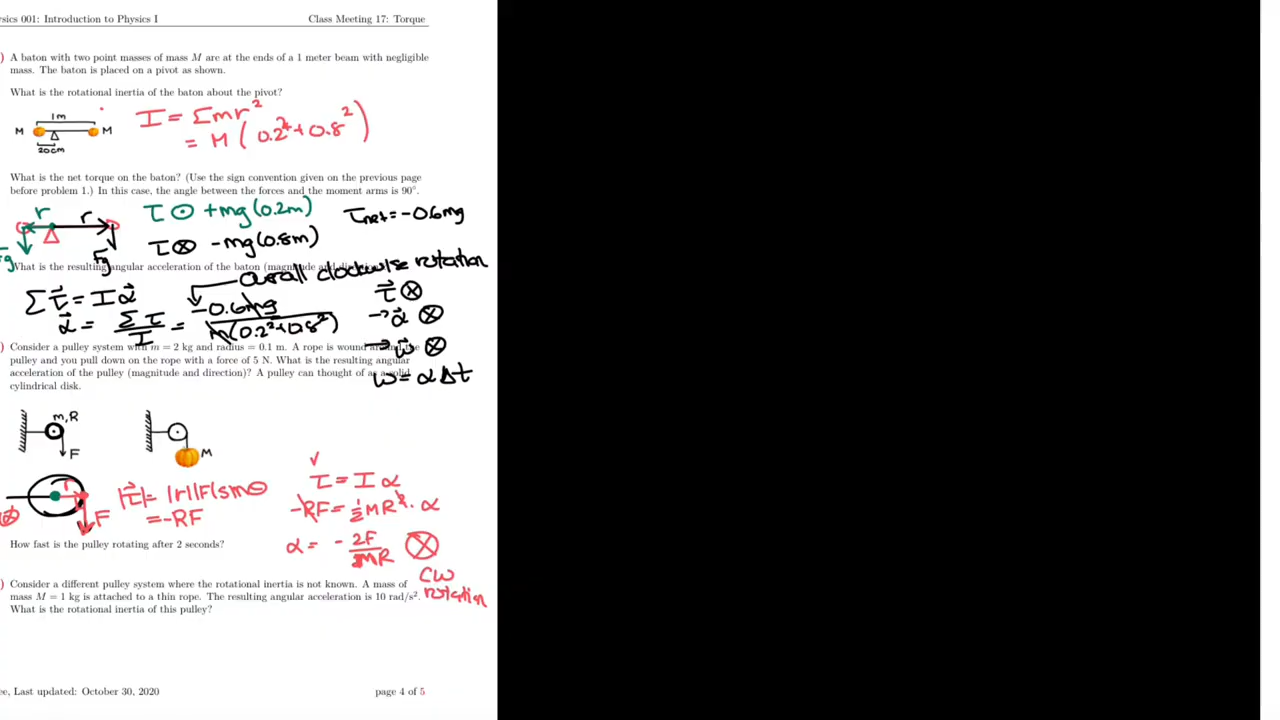 sics 001: Introduction to Physics I
Class Meeting 17: Torque
) A baton with two point masses of mass M are at the ends of a 1 meter beam with negligible
mass. The baton is placed on a pivot as shown.
What is the rotational inertia of the baton about the pivot?
1m
M
M
20cm
I = Σmr²
= M(0.2²+0.8²)
What is the net torque on the baton? (Use the sign convention given on the previous page
before problem 1.) In this case, the angle between the forces and the moment arms is 90°.
r
r
Fg
Fg
τ ⊙ +mg(0.2m)
τ ⊗ -mg(0.8m)
τnet = -0.6mg
What is the resulting angular acceleration of the baton (magnitude and
overall clockwise rotation
Στ⃗ = Iα⃗
α⃗ = Στ/I = -0.6mg/m(0.2²+0.8²)
τ⃗ ⊗
→ α⃗ ⊗
→ ω⃗ ⊗
ω = αΔt
) Consider a pulley system with m = 2 kg and radius = 0.1 m. A rope is wound around the
pulley and you pull down on the rope with a force of 5 N. What is the resulting angular
acceleration of the pulley (magnitude and direction)? A pulley can thought of as a solid
cylindrical disk.
m,R
F
M
r
F
|τ⃗| = |r||F|sinθ
= -RF
✓
τ = Iα
-RF = ½MR²·α
α = -2F/MR ⊗
CW
rotation
How fast is the pulley rotating after 2 seconds?
) Consider a different pulley system where the rotational inertia is not known. A mass of
mass M = 1 kg is attached to a thin rope. The resulting angular acceleration is 10 rad/s².
What is the rotational inertia of this pulley?
ee, Last updated: October 30, 2020
page 4 of 5